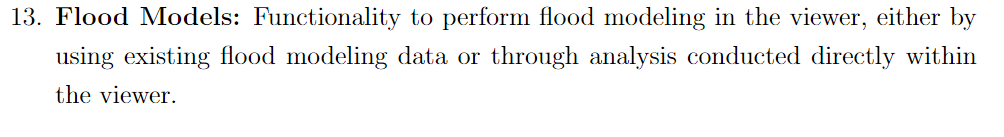 13. Flood Models: Functionality to perform flood modeling in the viewer, either by
using existing flood modeling data or through analysis conducted directly within
the viewer.